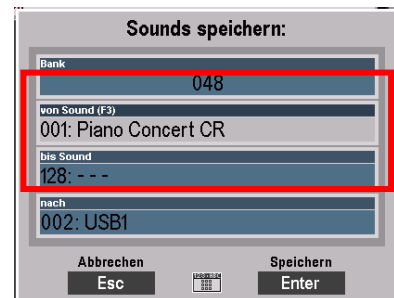 Sounds speichern:
Bank
048
von Sound (F3)
001: Piano Concert CR
bis Sound
128: - - -
nach
002: USB1
Abbrechen
Speichern
Esc
Enter